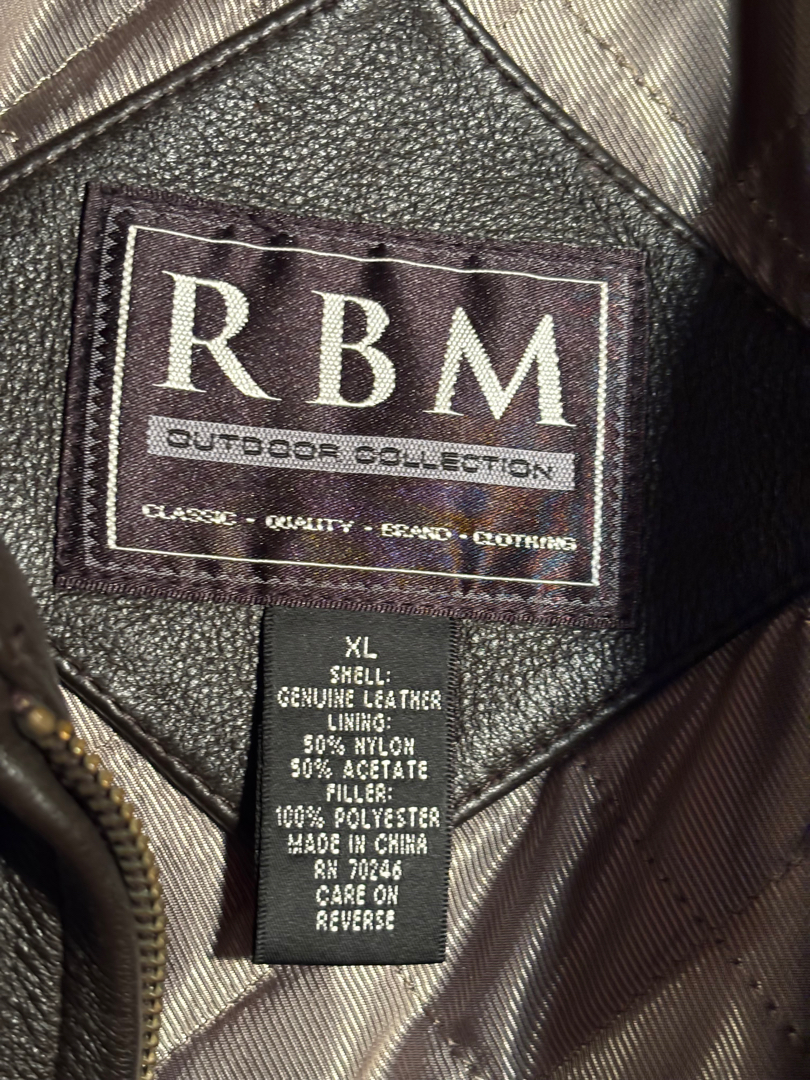 RBM
OUTDOOR COLLECTION
CLASSIC - QUALITY - BRAND - CLOTHING
XL
SHELL:
GENUINE LEATHER
LINING:
50% NYLON
50% ACETATE
FILLER:
100% POLYESTER
MADE IN CHINA
RN 70246
CARE ON
REVERSE